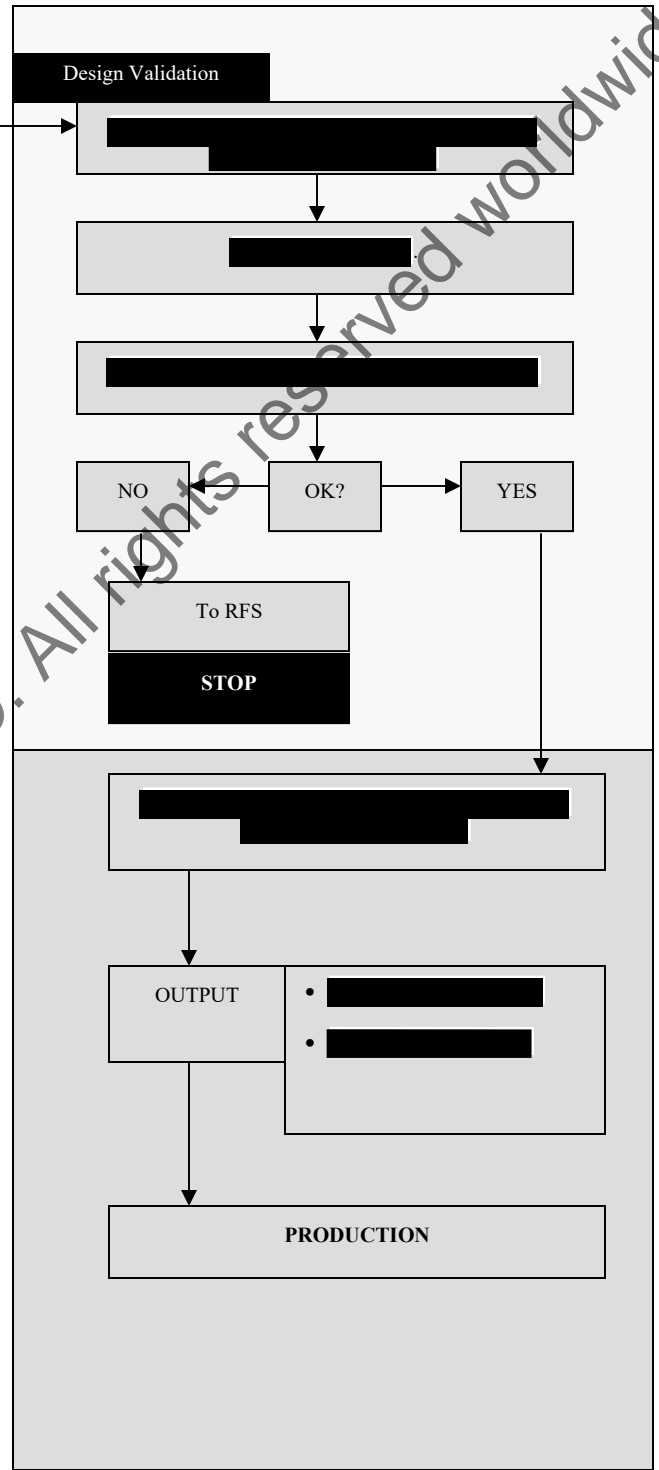 Design Validation
.
NO
OK?
YES
To RFS
STOP
OUTPUT
•
•
PRODUCTION
. All rights reserved worldwid